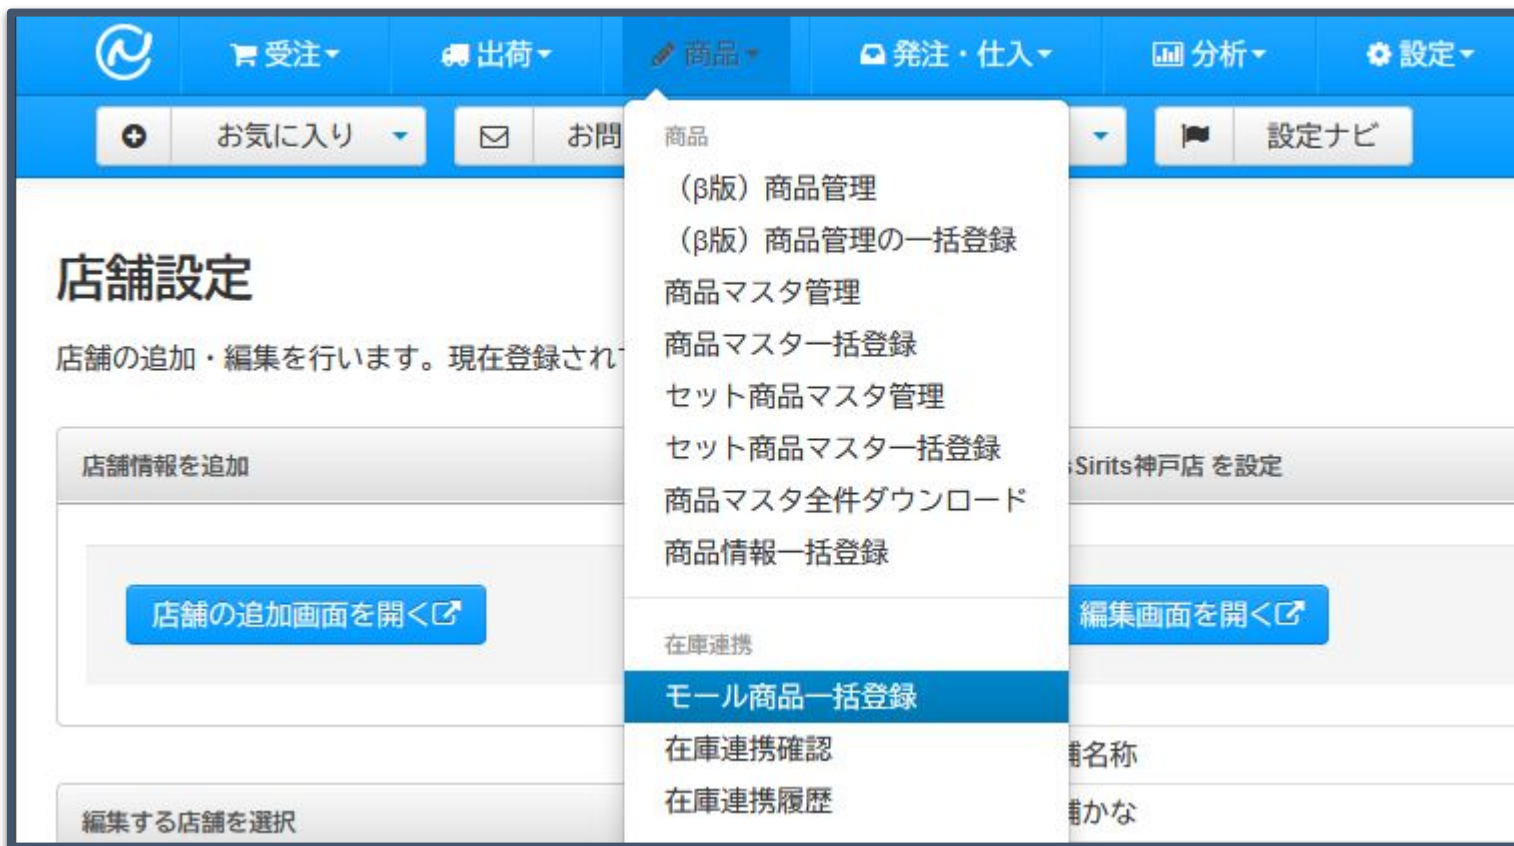 受注
出荷
商品
発注・仕入
分析
設定
お気に入り
お問
設定ナビ
商品
（β版）商品管理
（β版）商品管理の一括登録
商品マスタ管理
商品マスタ一括登録
セット商品マスタ管理
セット商品マスタ一括登録
商品マスタ全件ダウンロード
商品情報一括登録
在庫連携
モール商品一括登録
在庫連携確認
在庫連携履歴
店舗設定
店舗の追加・編集を行います。現在登録され
店舗情報を追加
sSirits神戸店 を設定
店舗の追加画面を開く
編集画面を開く
舗名称
舗かな
編集する店舗を選択